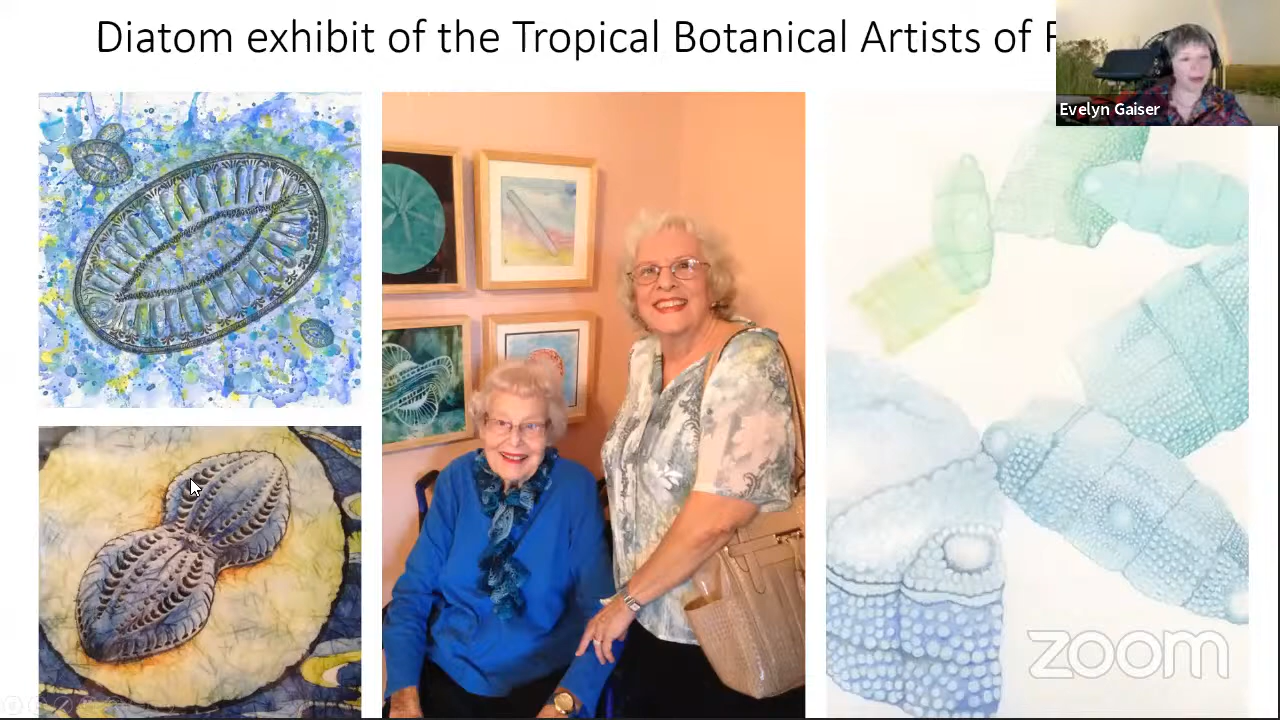 Diatom exhibit of the Tropical Botanical Artists of
Evelyn Gaiser
zoom